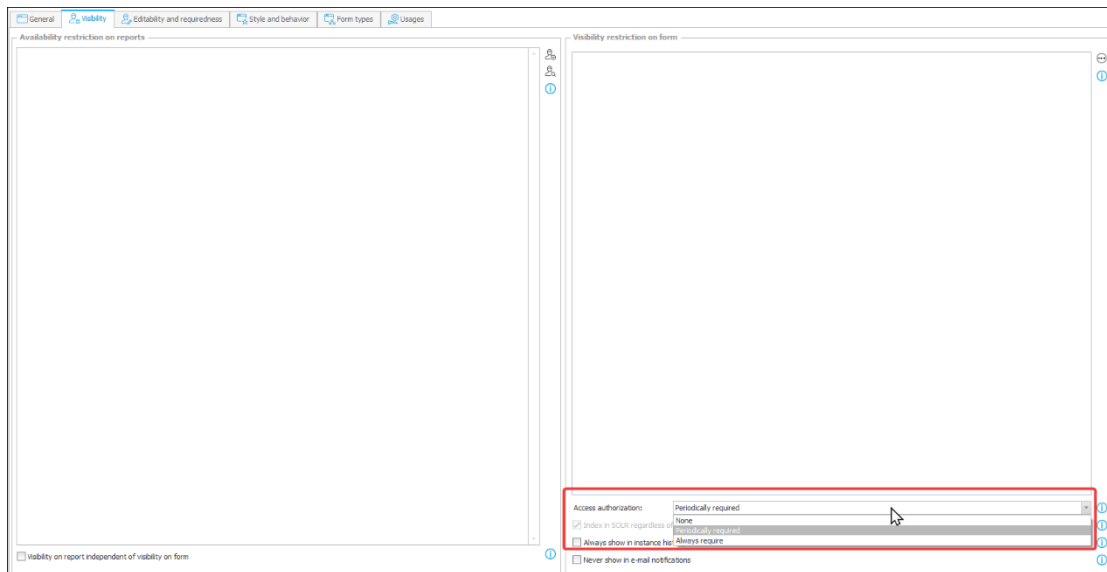 General Visibility Editability and requiredness Style and behavior Form types Usages
Availability restriction on reports
Visibility restriction on form
Access authorization: Periodically required
None
Index in SOLR regardless of
Periodically required
Always show in instance his
Always require
Visibility on report independent of visibility on form
Never show in e-mail notifications